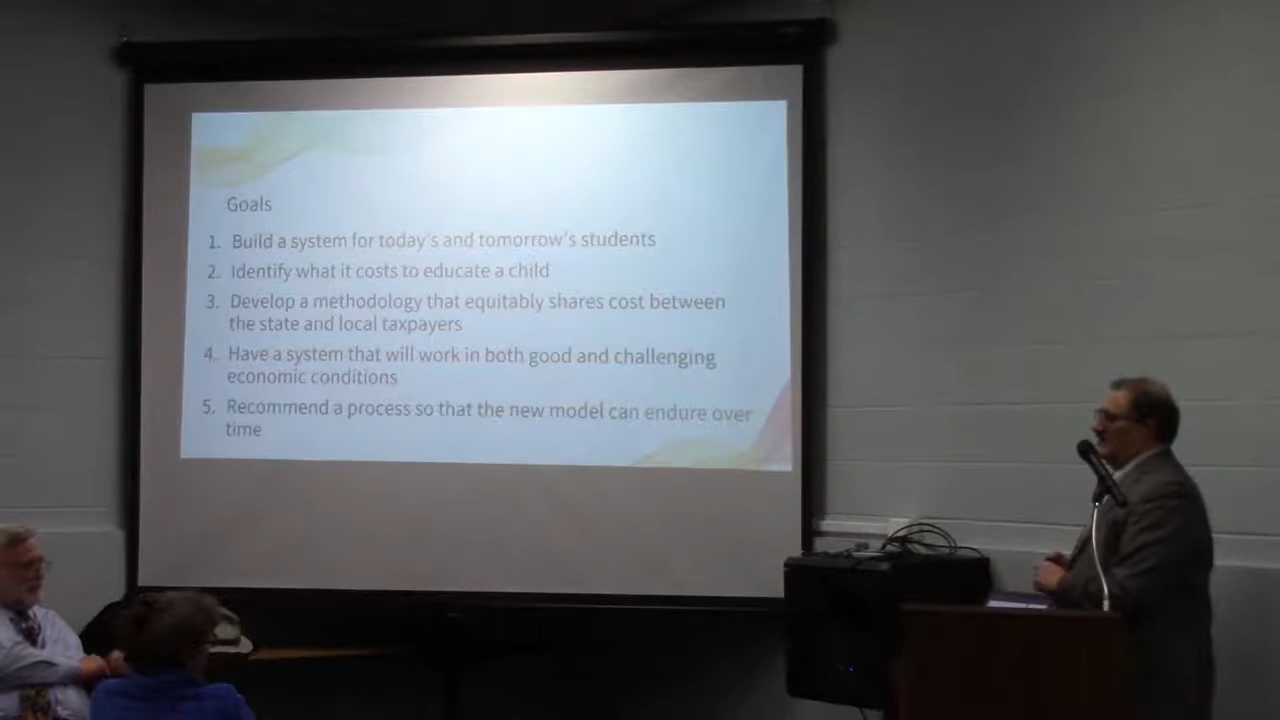 Goals
1. Build a system for today's and tomorrow's students
2. Identify what it costs to educate a child
3. Develop a methodology that equitably shares cost between
the state and local taxpayers
4. Have a system that will work in both good and challenging
economic conditions
5. Recommend a process so that the new model can endure over
time